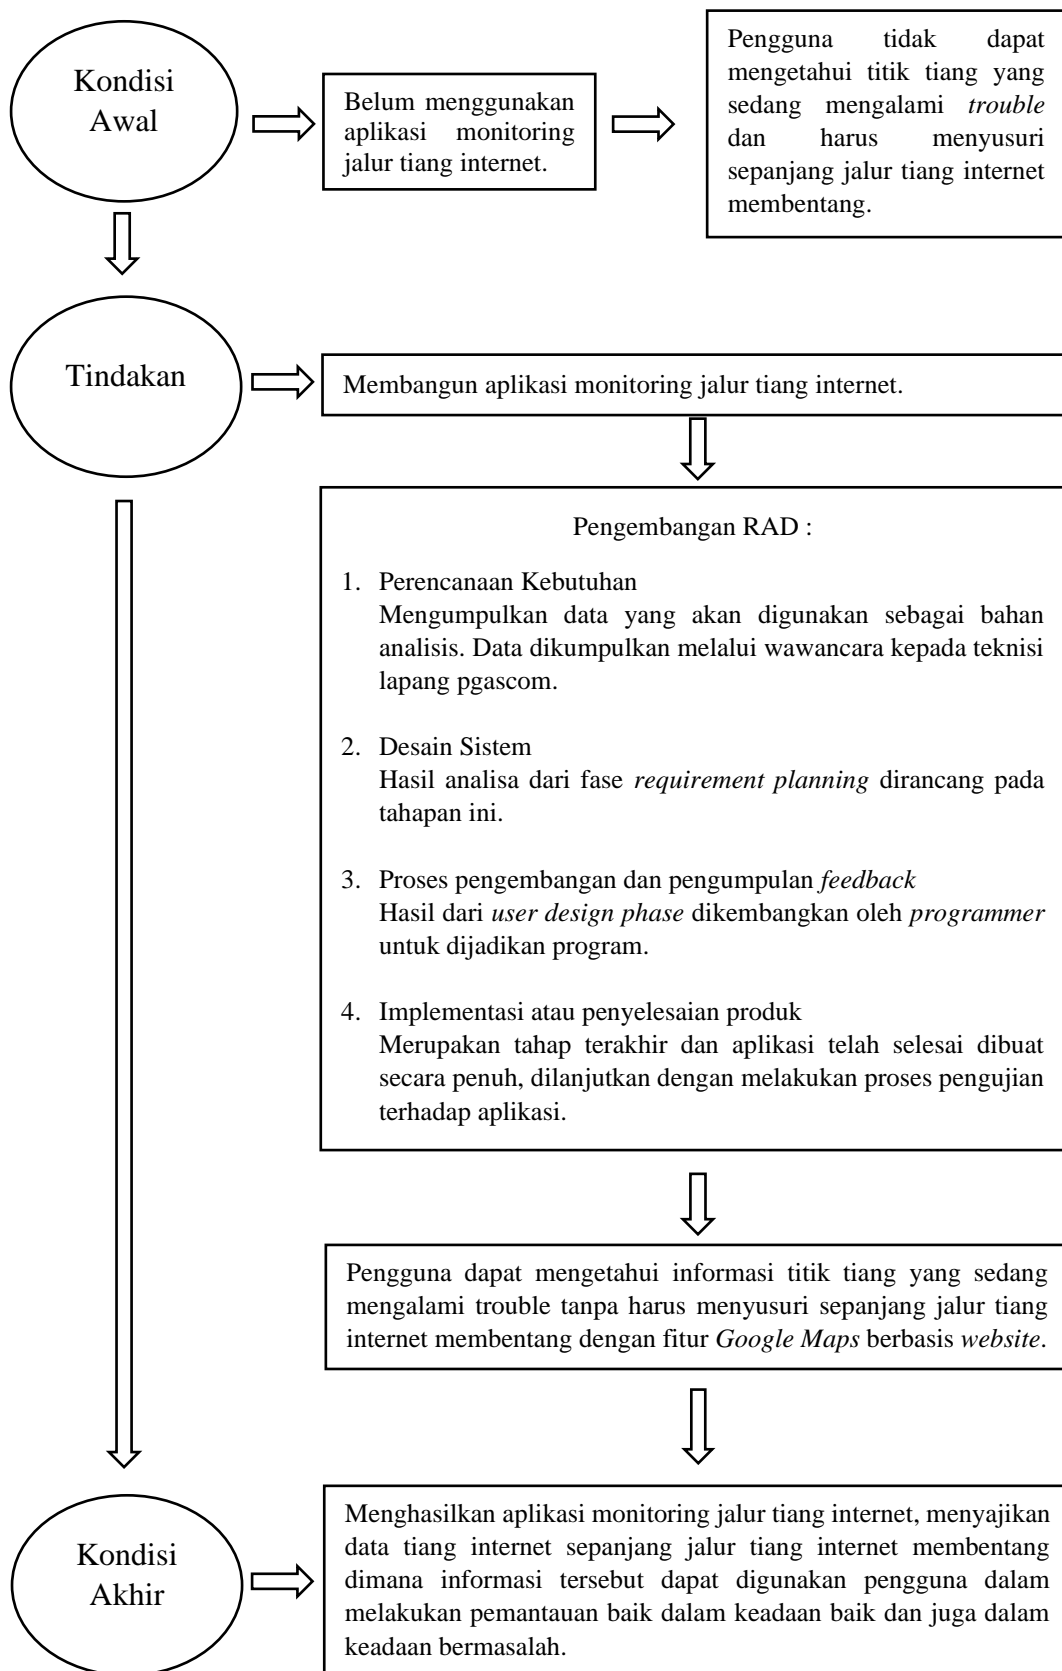 Kondisi
Awal
Belum menggunakan
aplikasi monitoring
jalur tiang internet.
Pengguna tidak dapat
mengetahui titik tiang yang
sedang mengalami trouble
dan harus menyusuri
sepanjang jalur tiang internet
membentang.
Tindakan
Membangun aplikasi monitoring jalur tiang internet.
Pengembangan RAD :
1. Perencanaan Kebutuhan
Mengumpulkan data yang akan digunakan sebagai bahan
analisis. Data dikumpulkan melalui wawancara kepada teknisi
lapang pgascom.
2. Desain Sistem
Hasil analisa dari fase requirement planning dirancang pada
tahapan ini.
3. Proses pengembangan dan pengumpulan feedback
Hasil dari user design phase dikembangkan oleh programmer
untuk dijadikan program.
4. Implementasi atau penyelesaian produk
Merupakan tahap terakhir dan aplikasi telah selesai dibuat
secara penuh, dilanjutkan dengan melakukan proses pengujian
terhadap aplikasi.
Pengguna dapat mengetahui informasi titik tiang yang sedang
mengalami trouble tanpa harus menyusuri sepanjang jalur tiang
internet membentang dengan fitur Google Maps berbasis website.
Kondisi
Akhir
Menghasilkan aplikasi monitoring jalur tiang internet, menyajikan
data tiang internet sepanjang jalur tiang internet membentang
dimana informasi tersebut dapat digunakan pengguna dalam
melakukan pemantauan baik dalam keadaan baik dan juga dalam
keadaan bermasalah.